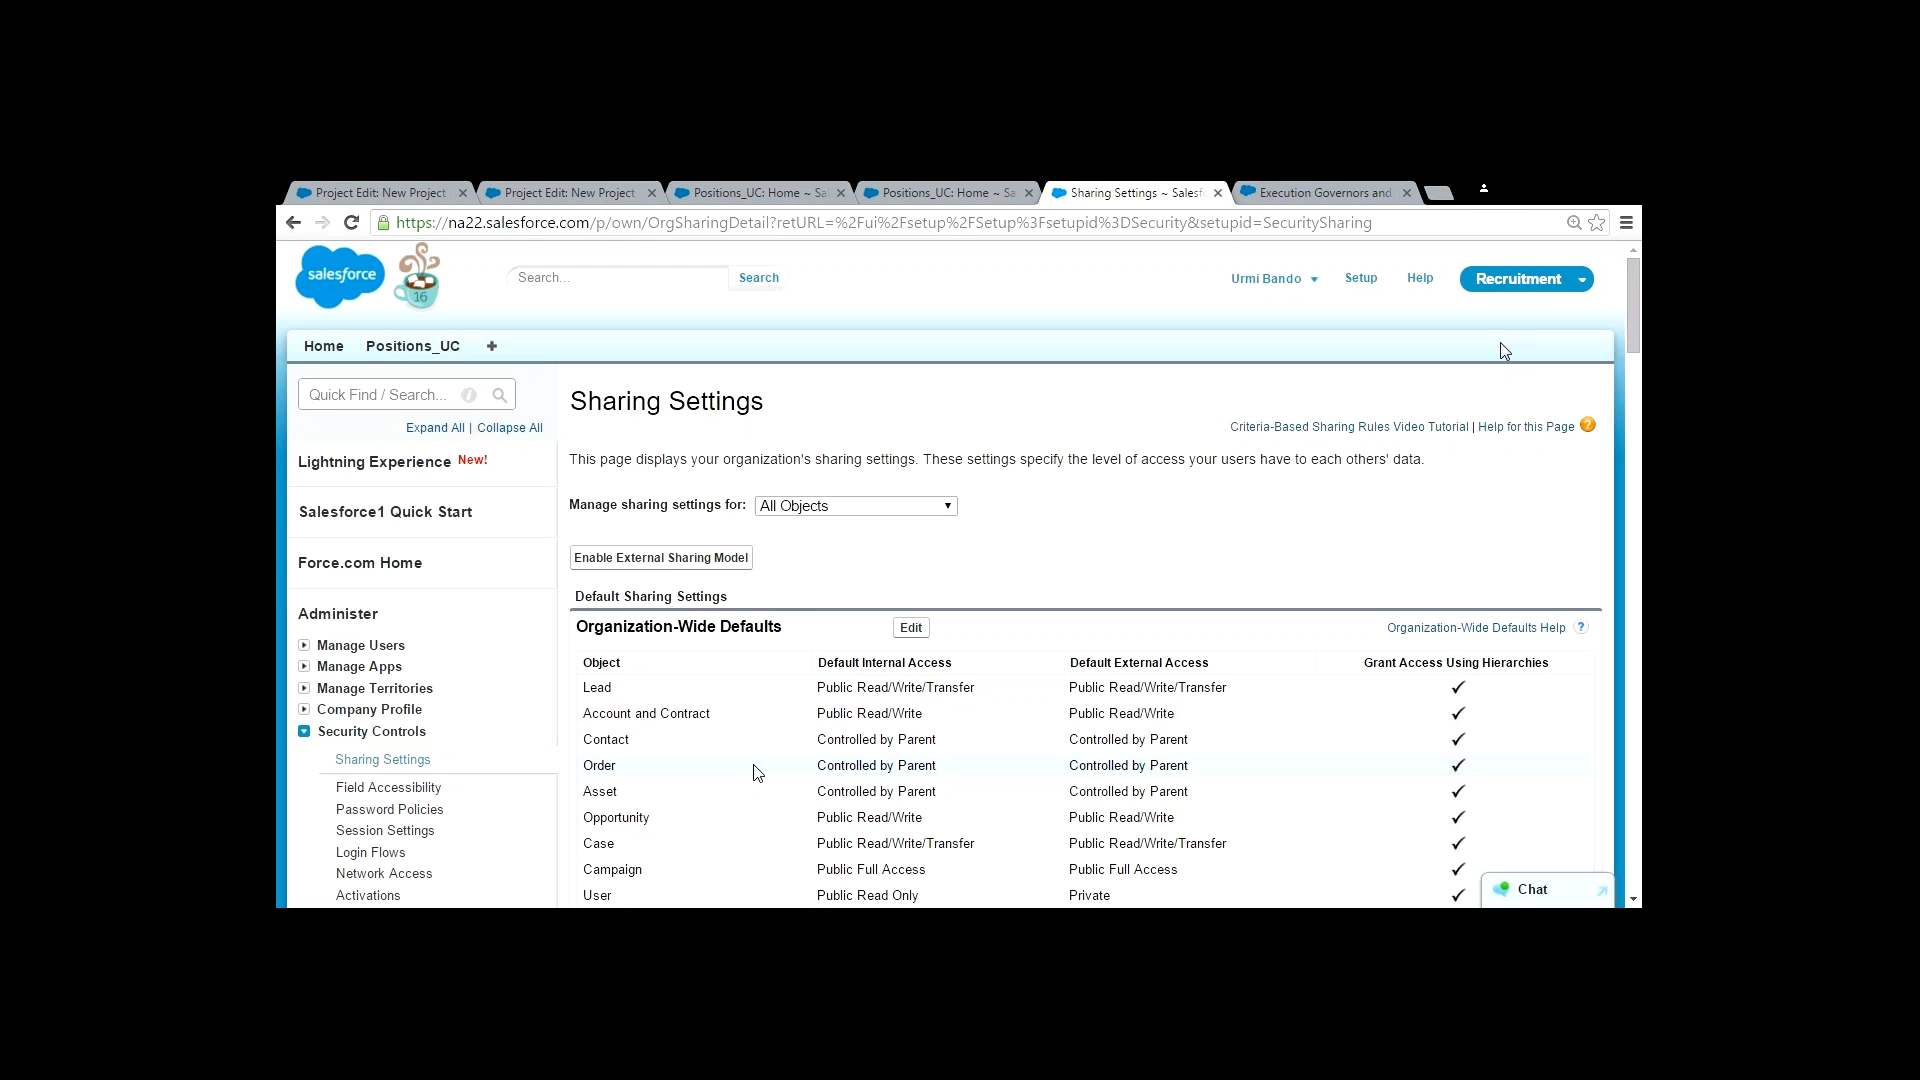 Project Edit: New Project
Project Edit: New Project
Positions_UC: Home ~ Sa
Positions_UC: Home ~ Sa
Sharing Settings ~ Salesf
Execution Governors and
https://na22.salesforce.com/p/own/OrgSharingDetail?retURL=%2Fui%2Fsetup%2FSetup%3Fsetupid%3DSecurity&setupid=SecuritySharing
salesforce
16
Search...
Search
Urmi Bando
Setup
Help
Recruitment
Home
Positions_UC
Quick Find / Search...
Expand All | Collapse All
Lightning Experience New!
Salesforce1 Quick Start
Force.com Home
Administer
Manage Users
Manage Apps
Manage Territories
Company Profile
Security Controls
Sharing Settings
Field Accessibility
Password Policies
Session Settings
Login Flows
Network Access
Activations
Sharing Settings
Criteria-Based Sharing Rules Video Tutorial | Help for this Page ?
This page displays your organization's sharing settings. These settings specify the level of access your users have to each others' data.
Manage sharing settings for: All Objects
Enable External Sharing Model
Default Sharing Settings
Organization-Wide Defaults Edit Organization-Wide Defaults Help ?
Object Default Internal Access Default External Access Grant Access Using Hierarchies
Lead Public Read/Write/Transfer Public Read/Write/Transfer ✓
Account and Contract Public Read/Write Public Read/Write ✓
Contact Controlled by Parent Controlled by Parent ✓
Order Controlled by Parent Controlled by Parent ✓
Asset Controlled by Parent Controlled by Parent ✓
Opportunity Public Read/Write Public Read/Write ✓
Case Public Read/Write/Transfer Public Read/Write/Transfer ✓
Campaign Public Full Access Public Full Access ✓
User Public Read Only Private ✓
Chat